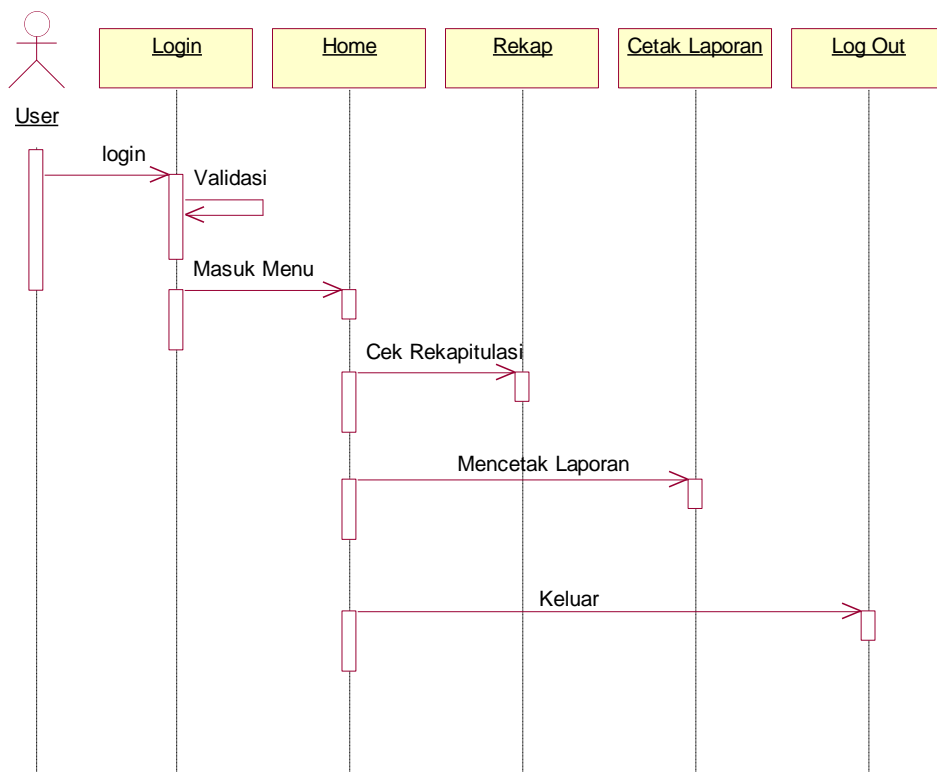 Login
Home
Rekap
Cetak Laporan
Log Out
User
login
Validasi
Masuk Menu
Cek Rekapitulasi
Mencetak Laporan
Keluar